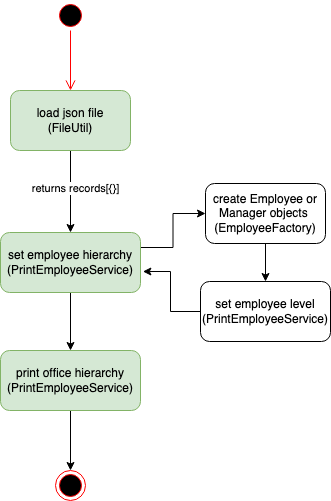 load json file
(FileUtil)
returns records[{}]
create Employee or
Manager objects
(EmployeeFactory)
set employee hierarchy
(PrintEmployeeService)
set employee level
(PrintEmployeeService)
print office hierarchy
(PrintEmployeeService)